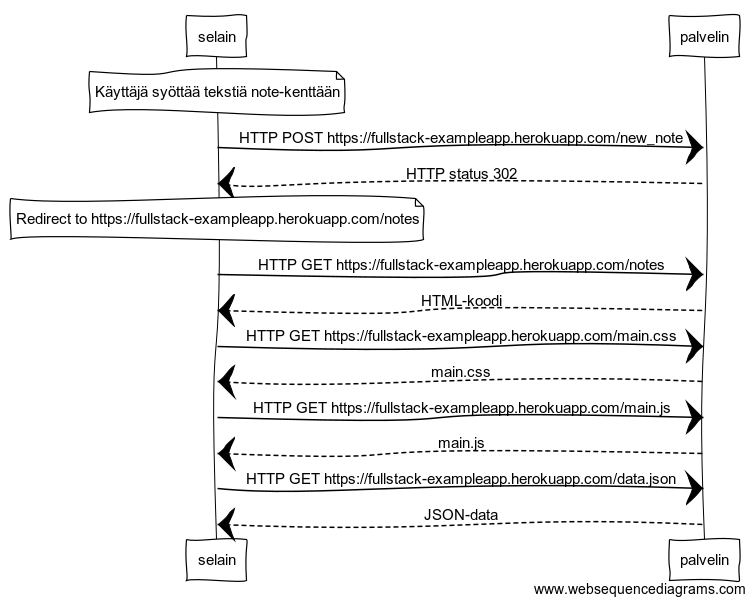 selain
palvelin
Käyttäjä syöttää tekstiä note-kenttään
HTTP POST https://fullstack-exampleapp.herokuapp.com/new_note
HTTP status 302
Redirect to https://fullstack-exampleapp.herokuapp.com/notes
HTTP GET https://fullstack-exampleapp.herokuapp.com/notes
HTML-koodi
HTTP GET https://fullstack-exampleapp.herokuapp.com/main.css
main.css
HTTP GET https://fullstack-exampleapp.herokuapp.com/main.js
main.js
HTTP GET https://fullstack-exampleapp.herokuapp.com/data.json
JSON-data
selain
palvelin
www.websequencediagrams.com